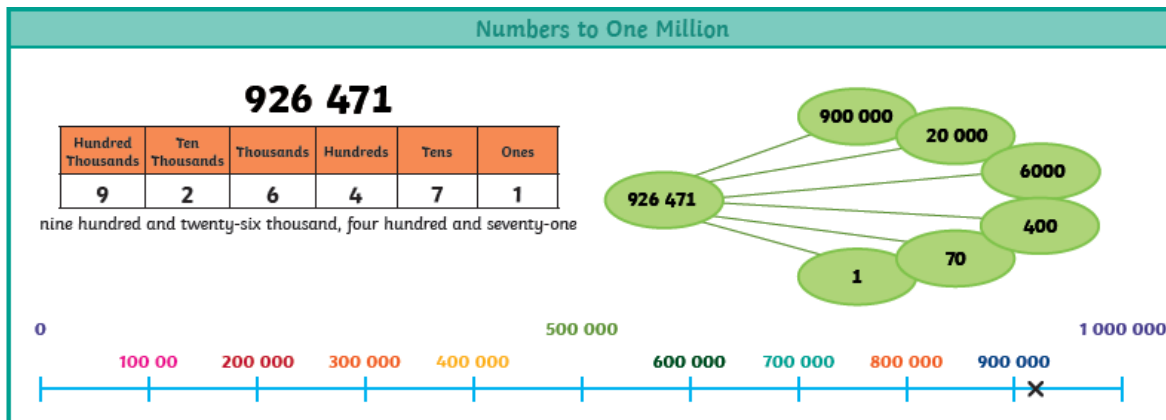 Numbers to One Million
926 471
Hundred Thousands Ten Thousands Thousands Hundreds Tens Ones
9 2 6 4 7 1
nine hundred and twenty-six thousand, four hundred and seventy-one
900 000
20 000
6000
926 471
400
70
1
0 500 000 1 000 000
100 00 200 000 300 000 400 000 600 000 700 000 800 000 900 000